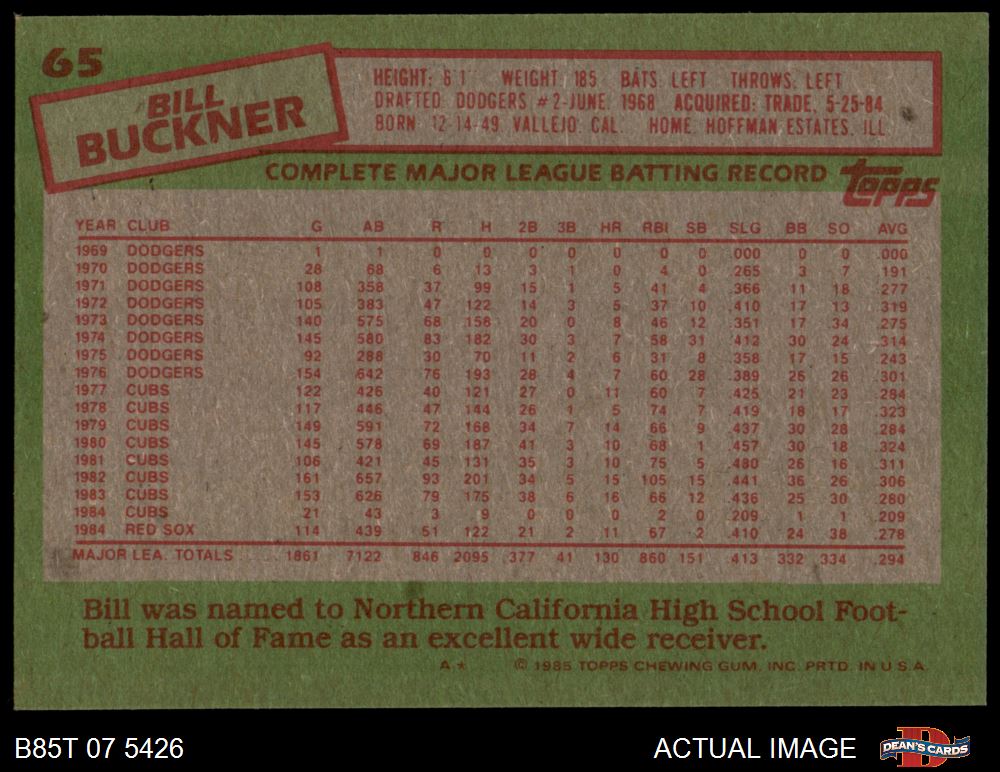 65
BILL
BUCKNER
HEIGHT: 6'1" WEIGHT: 185 BATS: LEFT THROWS: LEFT
DRAFTED: DODGERS #2-JUNE, 1968 ACQUIRED: TRADE, 5-25-84
BORN: 12-14-49, VALLEJO, CAL. HOME: HOFFMAN ESTATES, ILL.
COMPLETE MAJOR LEAGUE BATTING RECORD
topps
YEAR CLUB G AB R H 2B 3B HR RBI SB SLG BB SO AVG
1969 DODGERS 1 1 0 0 0 0 0 0 0 .000 0 0 .000
1970 DODGERS 28 68 6 13 3 1 0 4 0 .265 3 7 .191
1971 DODGERS 108 358 37 99 15 1 5 41 4 .366 11 18 .277
1972 DODGERS 105 383 47 122 14 3 5 37 10 .410 17 13 .319
1973 DODGERS 140 575 68 158 20 0 8 46 12 .351 17 34 .275
1974 DODGERS 145 580 83 182 30 3 7 58 31 .412 30 24 .314
1975 DODGERS 92 288 30 70 11 2 6 31 8 .358 17 15 .243
1976 DODGERS 154 642 76 193 28 4 7 60 28 .389 26 26 .301
1977 CUBS 122 426 40 121 27 0 11 60 7 .425 21 23 .284
1978 CUBS 117 446 47 144 26 1 5 74 7 .419 18 17 .323
1979 CUBS 149 591 72 168 34 7 14 66 9 .437 30 28 .284
1980 CUBS 145 578 69 187 41 3 10 68 1 .457 30 18 .324
1981 CUBS 106 421 45 131 35 3 10 75 5 .480 26 16 .311
1982 CUBS 161 657 93 201 34 5 15 105 15 .441 36 26 .306
1983 CUBS 153 626 79 175 38 6 16 66 12 .436 25 30 .280
1984 CUBS 21 43 3 9 0 0 0 2 0 .209 1 1 .209
1984 RED SOX 114 439 51 122 21 2 11 67 2 .410 24 38 .278
MAJOR LEA. TOTALS 1861 7122 846 2095 377 41 130 860 151 .413 332 334 .294
Bill was named to Northern California High School Foot-
ball Hall of Fame as an excellent wide receiver.
A* © 1985 TOPPS CHEWING GUM, INC. PRTD. IN U.S.A.
B85T 07 5426
ACTUAL IMAGE
D
DEAN'S CARDS